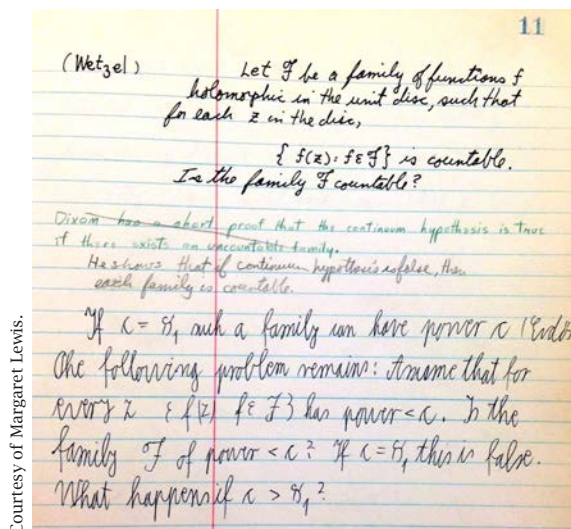 Courtesy of Margaret Lewis.
11
(Wetzel)
Let F be a family of functions f
holomorphic in the unit disc, such that
for each z in the disc,
{ f(z): f ε F } is countable.
Is the family F countable?
Dixon has a short proof that the continuum hypothesis is true
if there exists an uncountable family.
He shows that if continuum hypothesis is false, then
each family is countable.
If c = ℵ₁ such a family can have power c (Erdős
The following problem remains: Assume that for
every z {f(z) f ε F} has power < c. Is the
family F of power < c? If c = ℵ₁ this is false.
What happens if c > ℵ₁?